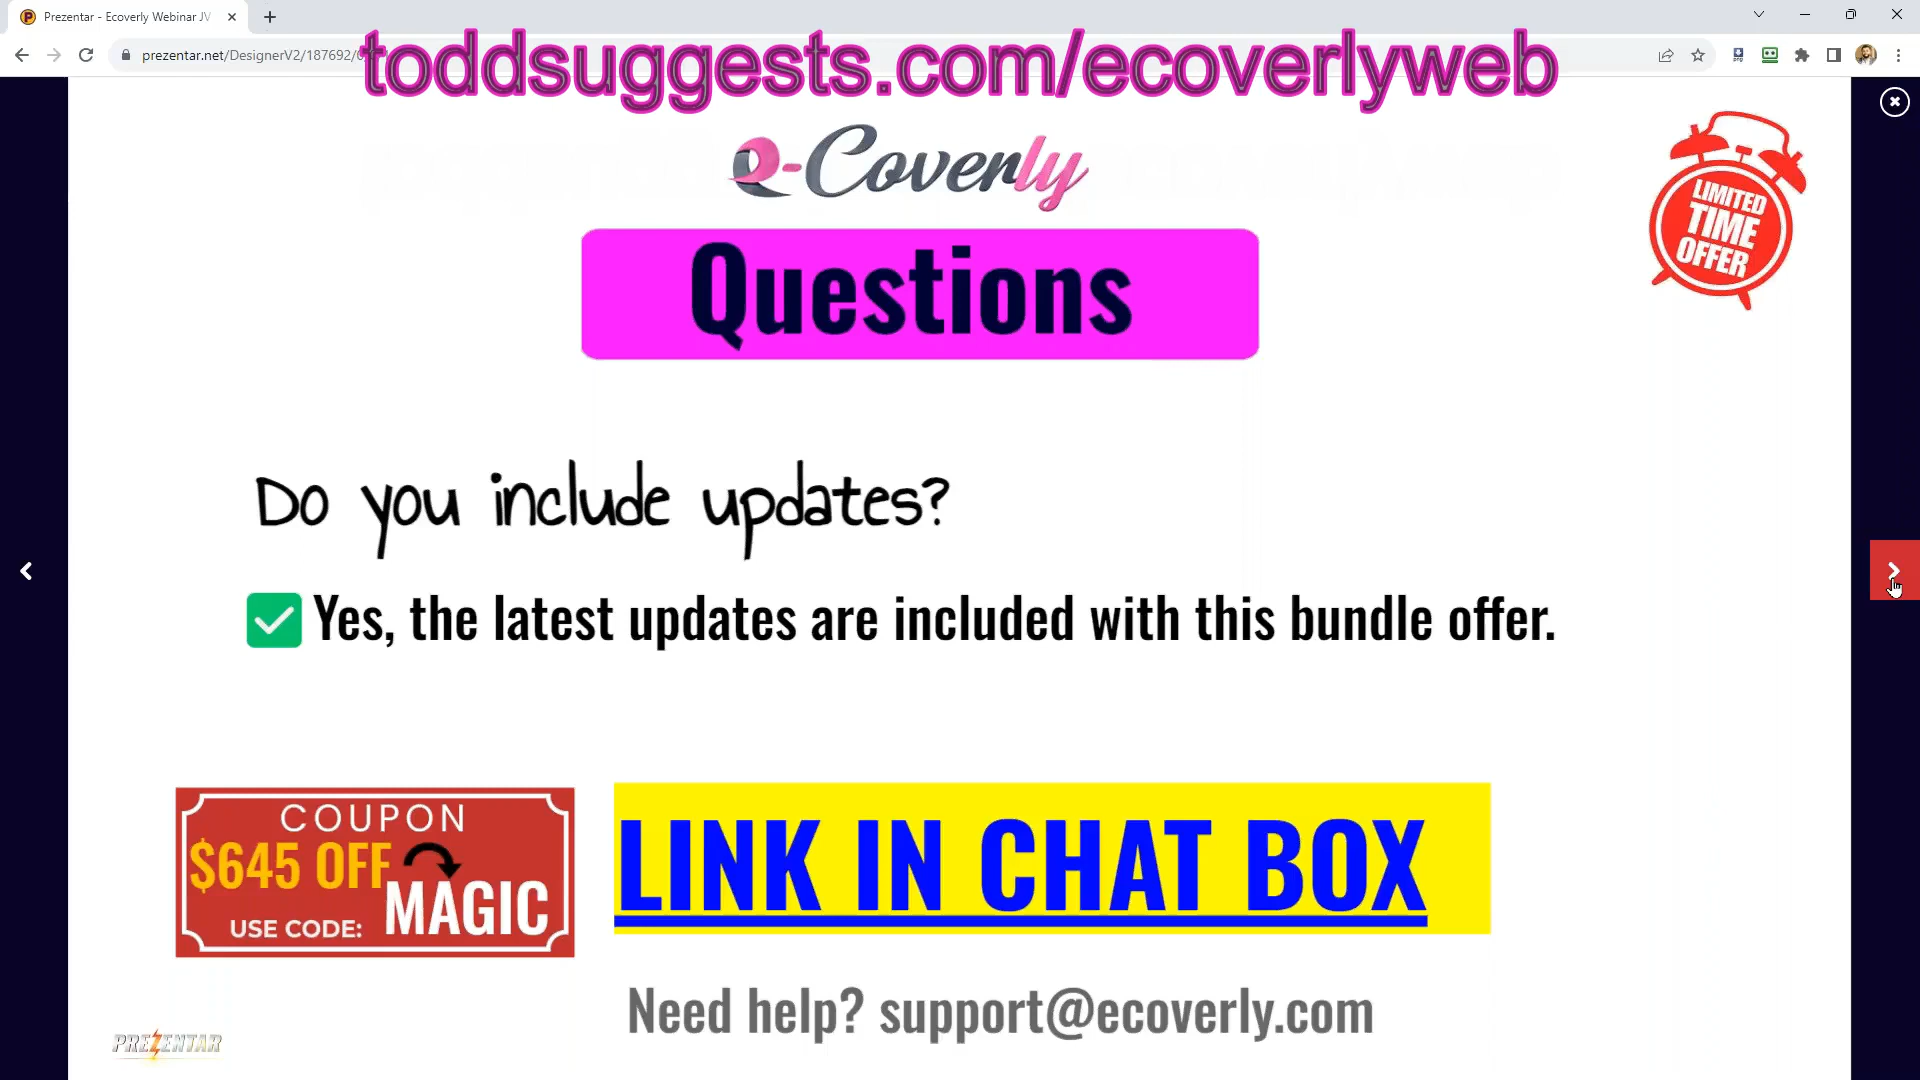 Prezentar - Ecoverly Webinar JV
prezentar.net/DesignerV2/187692/0
toddsuggests.com/ecoverlyweb
e-Coverly
LIMITED
TIME
OFFER
Questions
Do you include updates?
Yes, the latest updates are included with this bundle offer.
COUPON
$645 OFF
USE CODE: MAGIC
LINK IN CHAT BOX
Need help? support@ecoverly.com
PREZENTAR